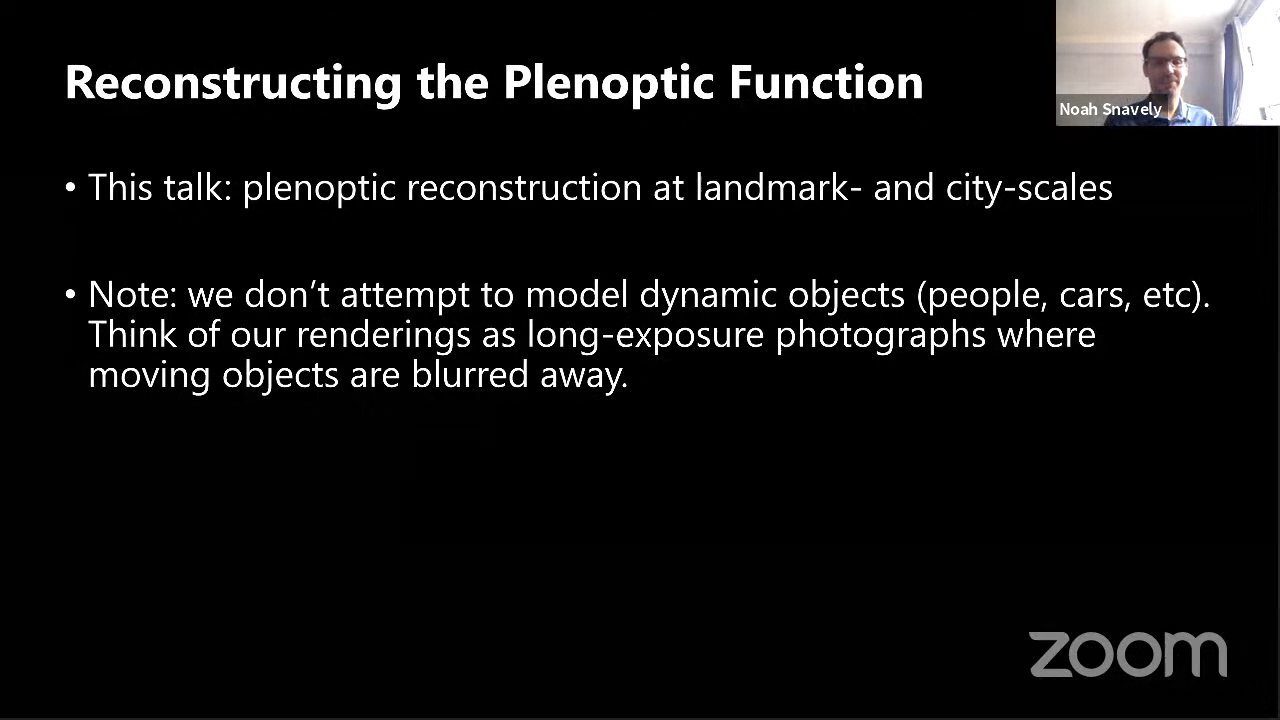 Reconstructing the Plenoptic Function
Noah Snavely
• This talk: plenoptic reconstruction at landmark- and city-scales
• Note: we don’t attempt to model dynamic objects (people, cars, etc).
Think of our renderings as long-exposure photographs where
moving objects are blurred away.
zoom